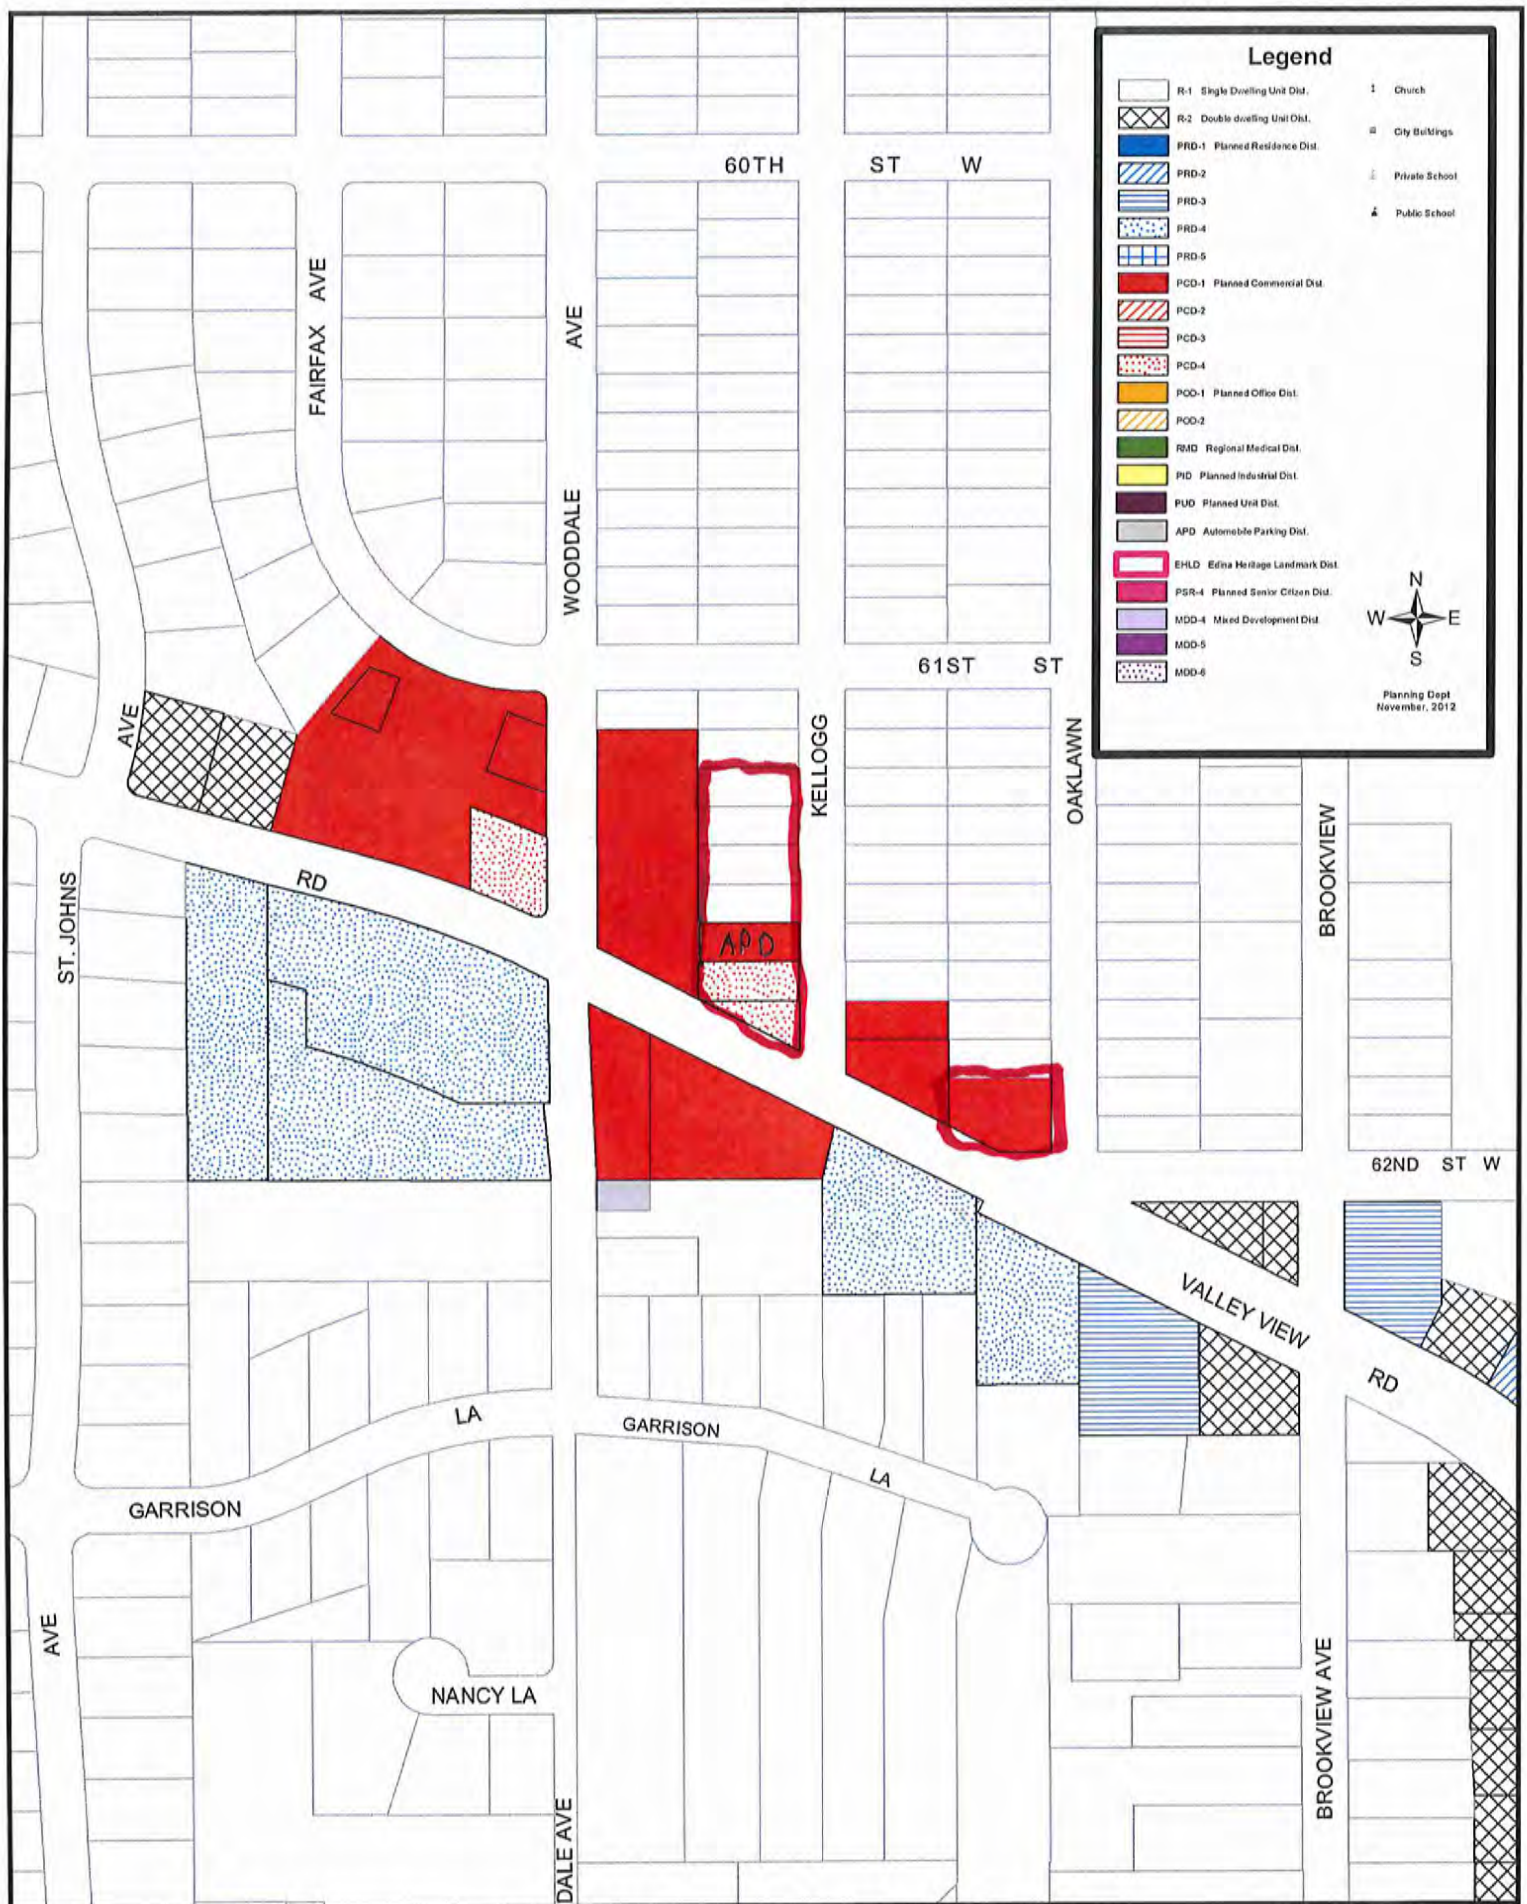 Legend
R-1 Single Dwelling Unit Dist.
R-2 Double dwelling Unit Dist.
PRD-1 Planned Residence Dist.
PRD-2
PRD-3
PRD-4
PRD-5
PCD-1 Planned Commercial Dist.
PCD-2
PCD-3
PCD-4
POD-1 Planned Office Dist.
POD-2
RMD Regional Medical Dist.
PID Planned Industrial Dist.
PUD Planned Unit Dist.
APD Automobile Parking Dist.
EHLD Edina Heritage Landmark Dist.
PSR-4 Planned Senior Citizen Dist.
MDD-4 Mixed Development Dist
MDD-5
MDD-6
Church
City Buildings
Private School
Public School
N
W E
S
Planning Dept
November, 2012
60TH ST W
FAIRFAX AVE
WOODDALE AVE
61ST ST
AVE
KELLOGG
OAKLAWN
BROOKVIEW
RD
ST. JOHNS
APD
62ND ST W
VALLEY VIEW
RD
LA
GARRISON
LA
GARRISON
AVE
NANCY LA
DALE AVE
BROOKVIEW AVE